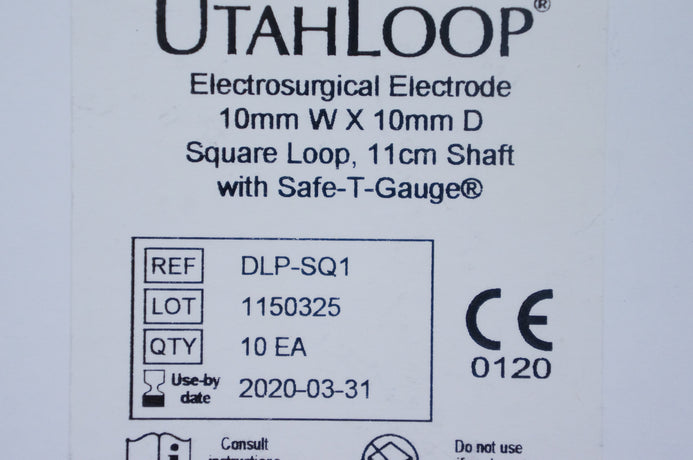 UTAHLOOP®
Electrosurgical Electrode
10mm W X 10mm D
Square Loop, 11cm Shaft
with Safe-T-Gauge®
REF DLP-SQ1
LOT 1150325
QTY 10 EA
Use-by date 2020-03-31
CE
0120
Consult
instructions
Do not use